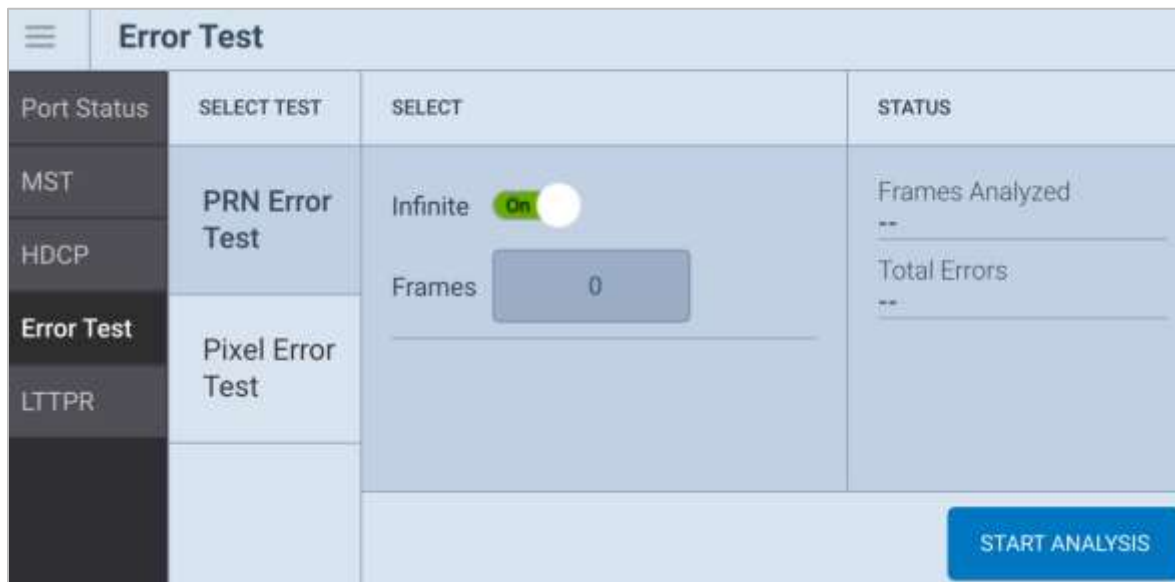 Error Test
Port Status
MST
HDCP
Error Test
LTTPR
SELECT TEST
PRN Error
Test
Pixel Error
Test
SELECT
Infinite On
Frames 0
STATUS
Frames Analyzed
--
Total Errors
--
START ANALYSIS